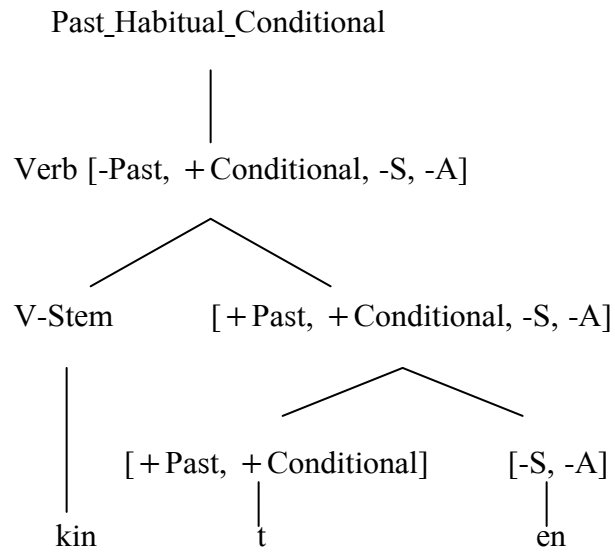 Past_Habitual_Conditional
Verb [-Past, +Conditional, -S, -A]
V-Stem [+Past, +Conditional, -S, -A]
[+Past, +Conditional] [-S, -A]
kin t en